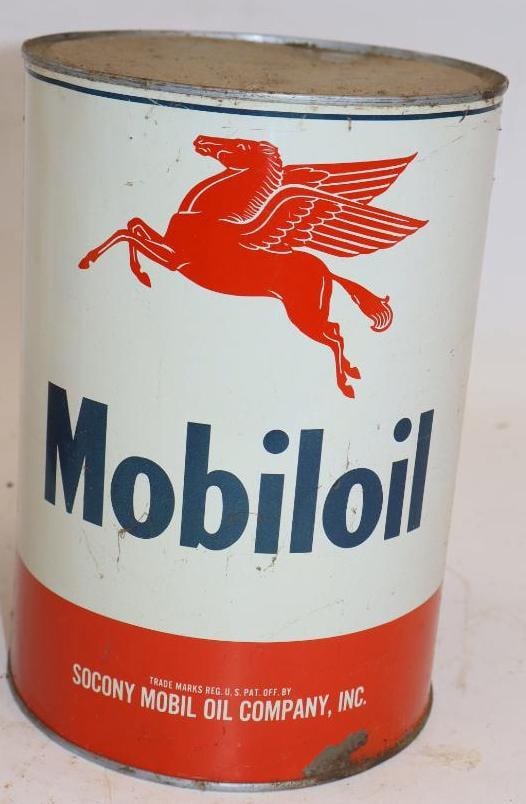 Mobiloil
TRADE MARKS REG. U. S. PAT. OFF. BY
SOCONY MOBIL OIL COMPANY, INC.